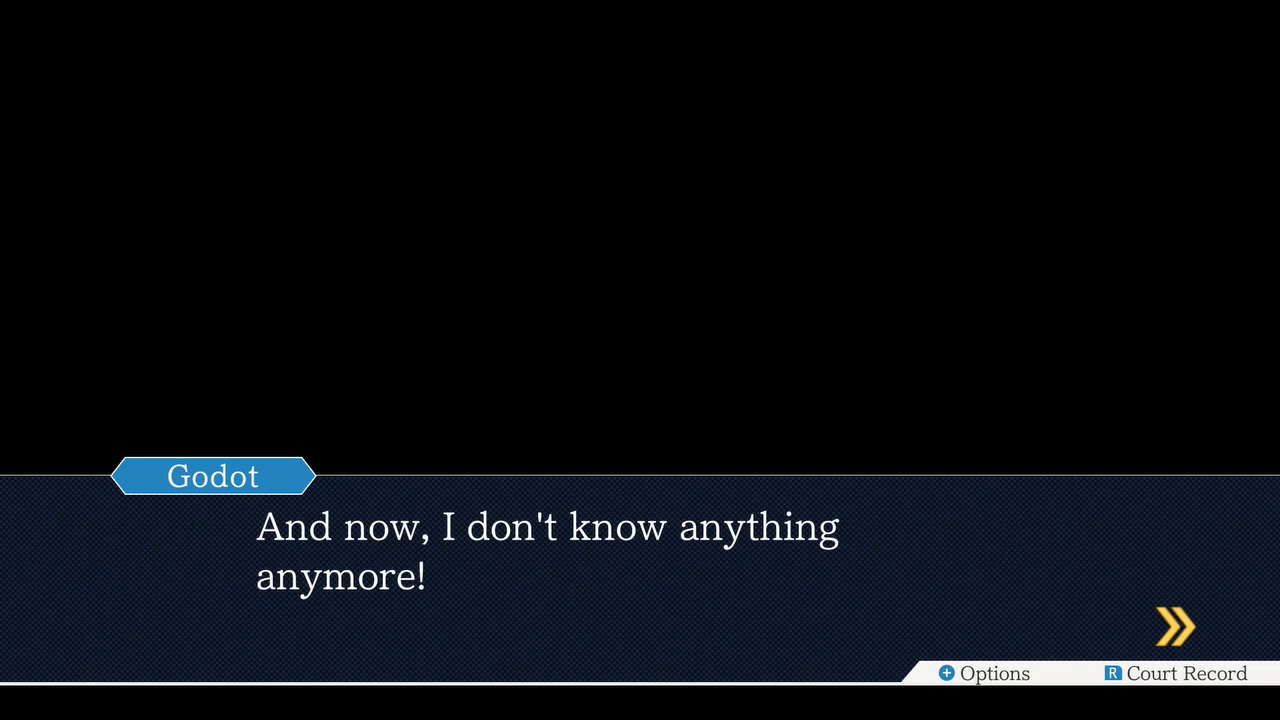 Godot
And now, I don't know anything
anymore!
+ Options
R Court Record